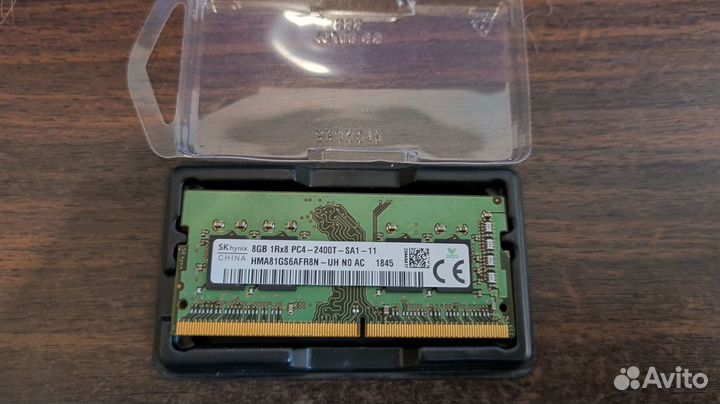 SK hynix 8GB 1Rx8 PC4-2400T-SA1-11
CHINA HMA81GS6AFR8N-UH N0 AC 1845
CE
Avito